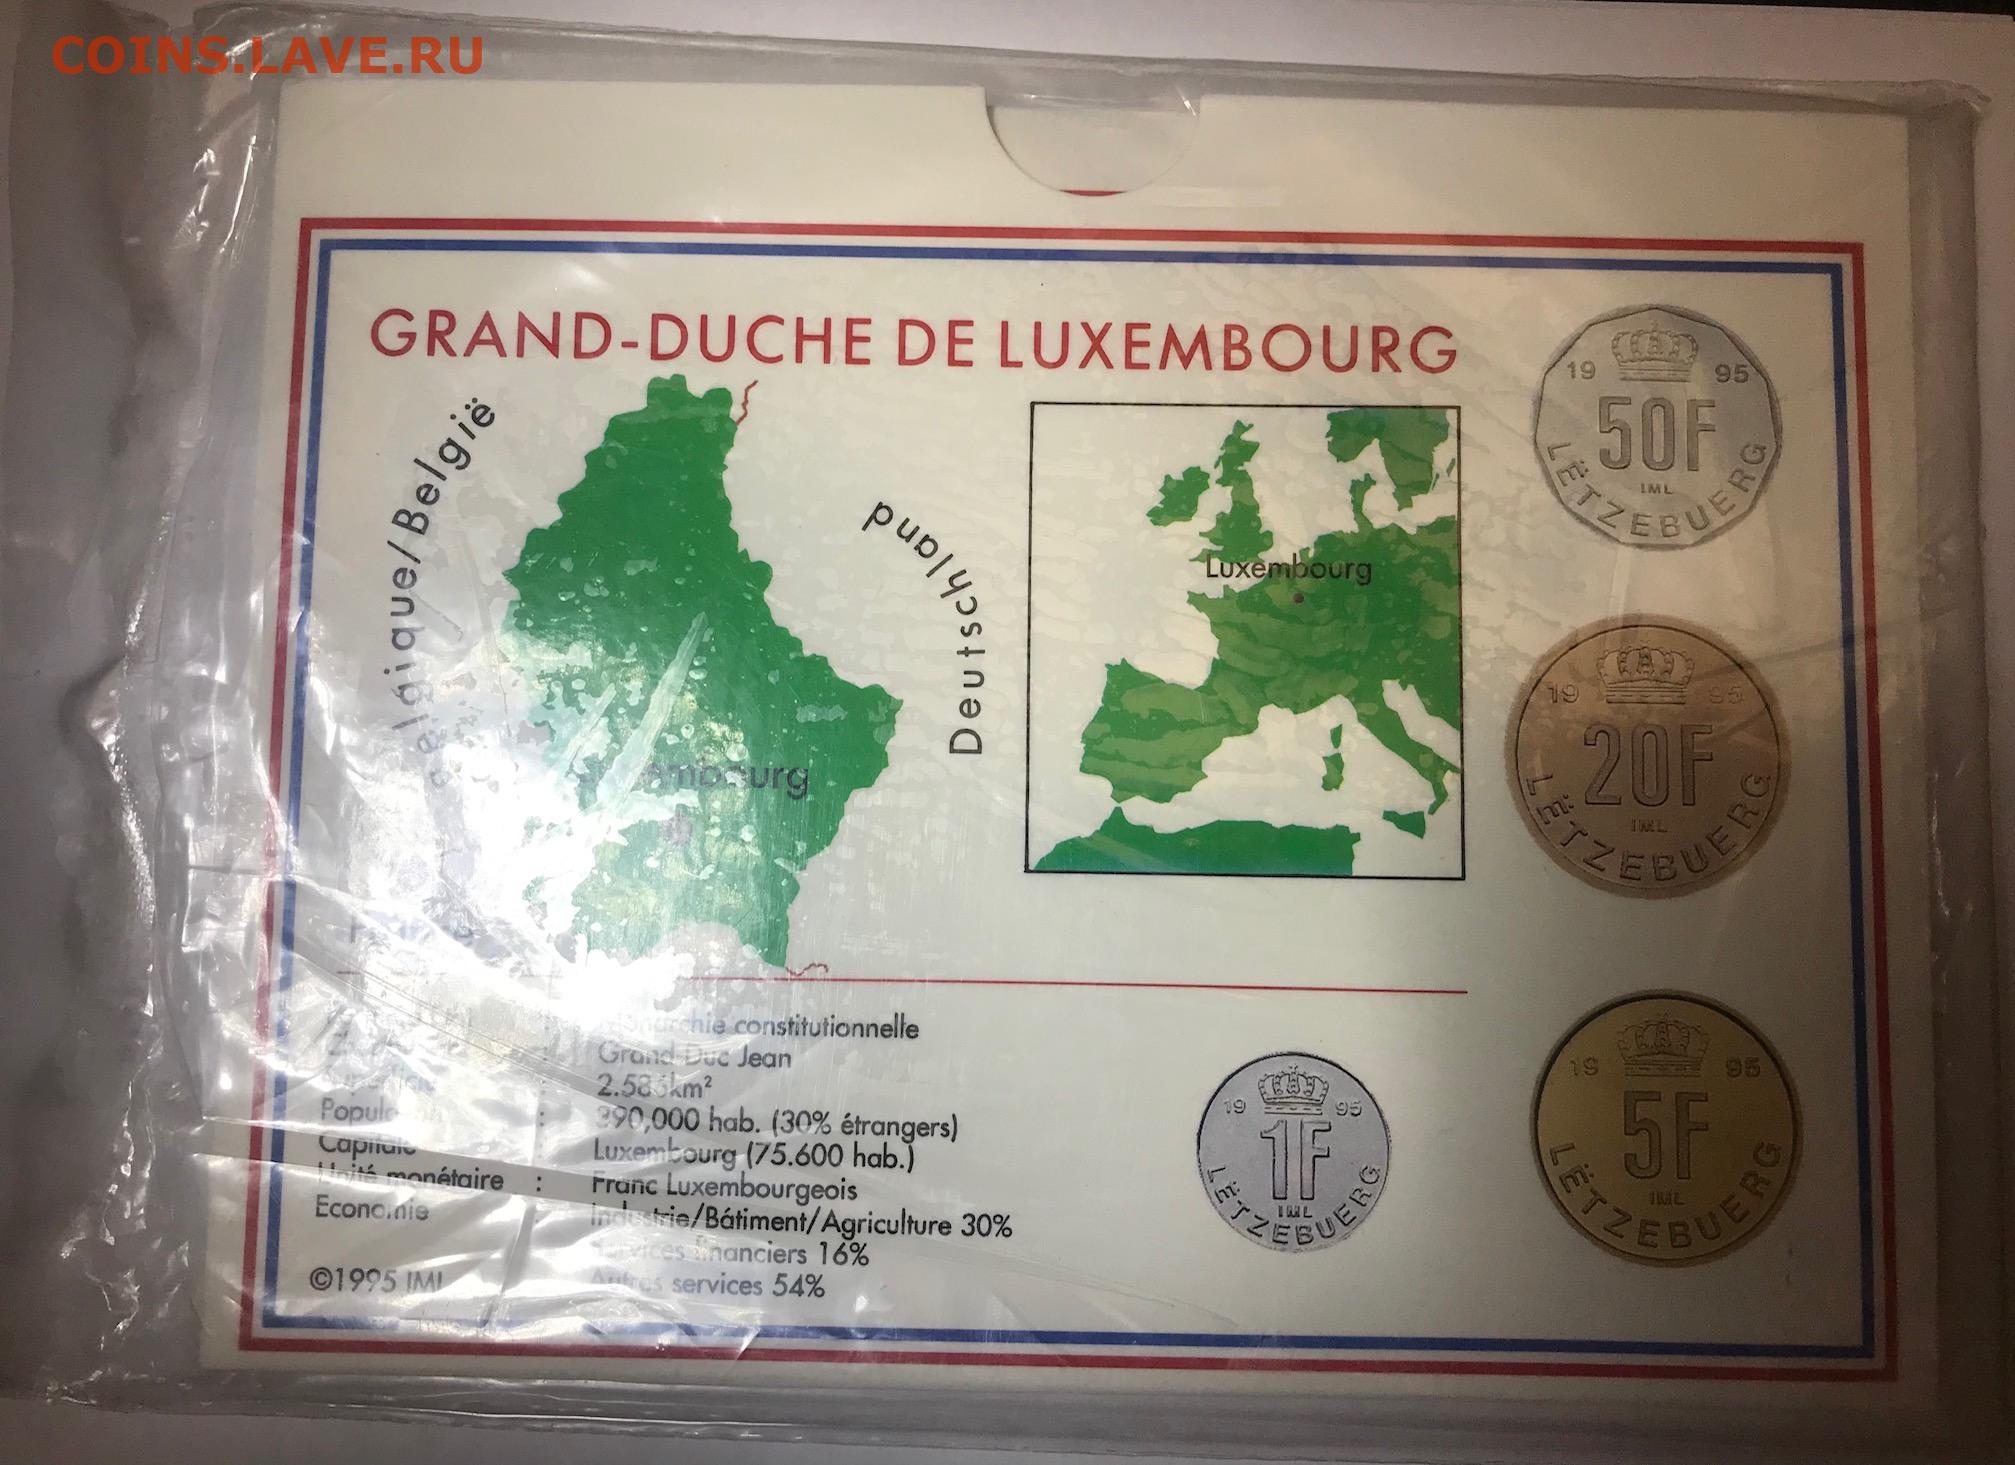 COINS.LAVE.RU
GRAND-DUCHE DE LUXEMBOURG
Belgique/België
Deutschland
Luxembourg
constitutionnelle
Grand Duc Jean
Superficie : 2.586km²
: 390,000 hab. (30% étrangers)
Capitale : Luxembourg (75.600 hab.)
Unité monétaire : Franc Luxembourgeois
Economie : Industrie/Bâtiment/Agriculture 30%
Services financiers 16%
Autres services 54%
©1995 IML
19 95
50F
IML
LËTZEBUERG
19 95
20F
IML
LËTZEBUERG
19 95
1F
IML
LËTZEBUERG
19 95
5F
IML
LËTZEBUERG